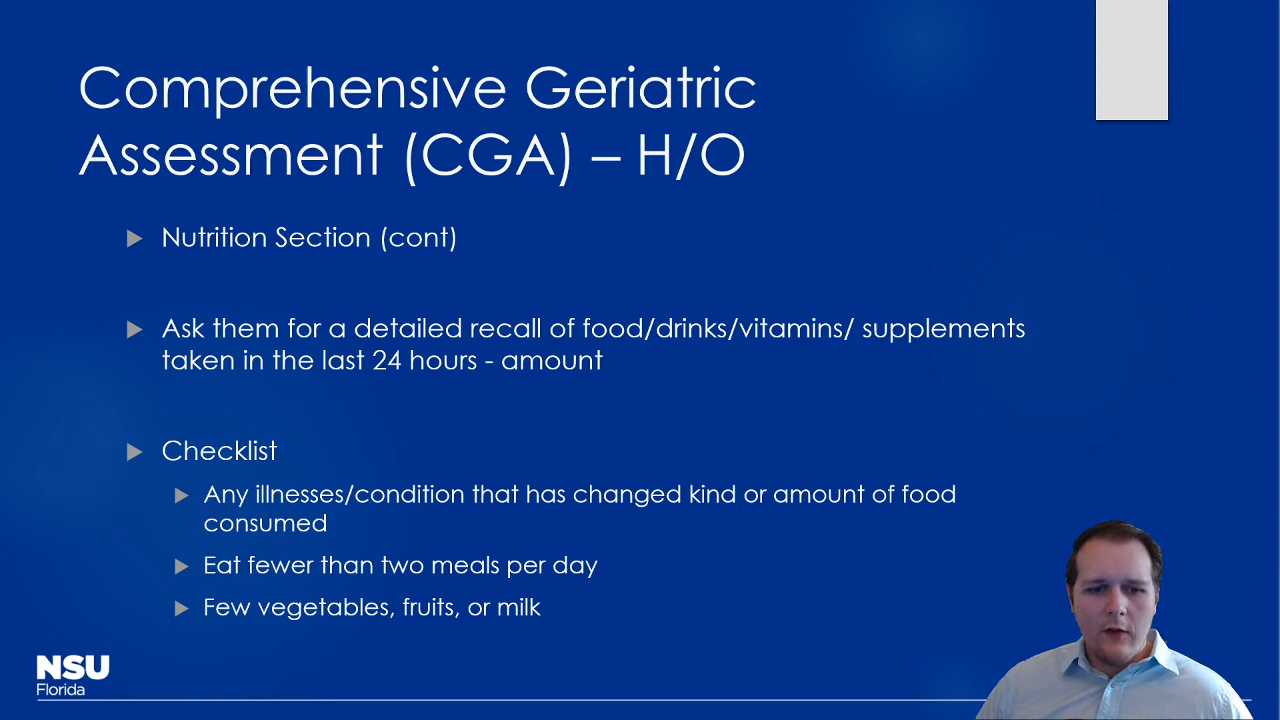 Comprehensive Geriatric
Assessment (CGA) – H/O
Nutrition Section (cont)
Ask them for a detailed recall of food/drinks/vitamins/ supplements
taken in the last 24 hours - amount
Checklist
Any illnesses/condition that has changed kind or amount of food
consumed
Eat fewer than two meals per day
Few vegetables, fruits, or milk
NSU
Florida